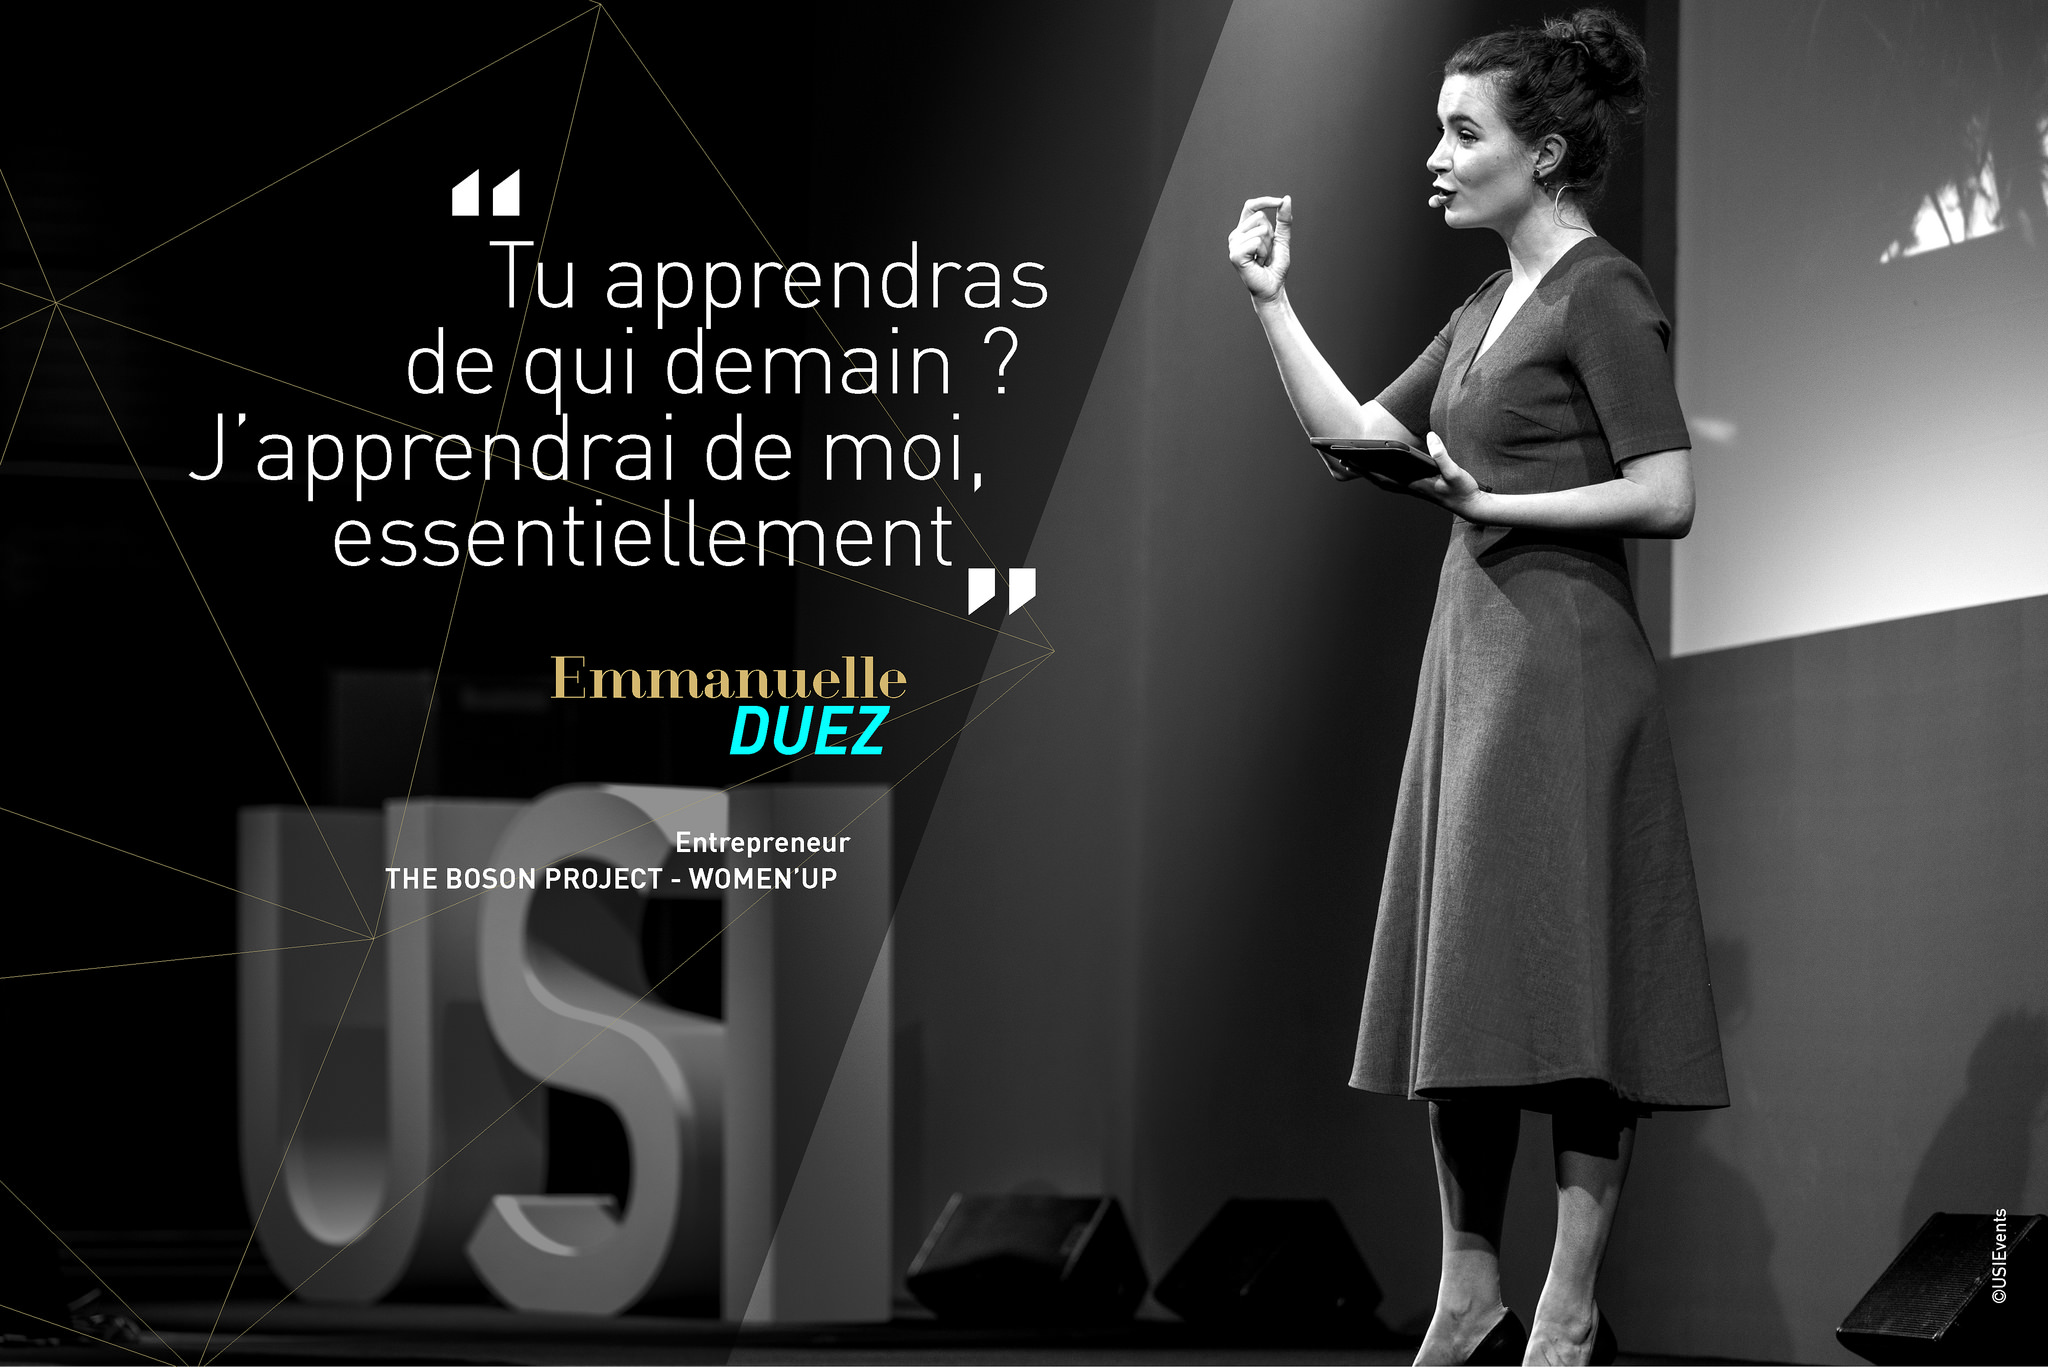 “
Tu apprendras
de qui demain ?
J’apprendrai de moi,
essentiellement
”
Emmanuelle
DUEZ
Entrepreneur
THE BOSON PROJECT - WOMEN’UP
USI
©USIEvents